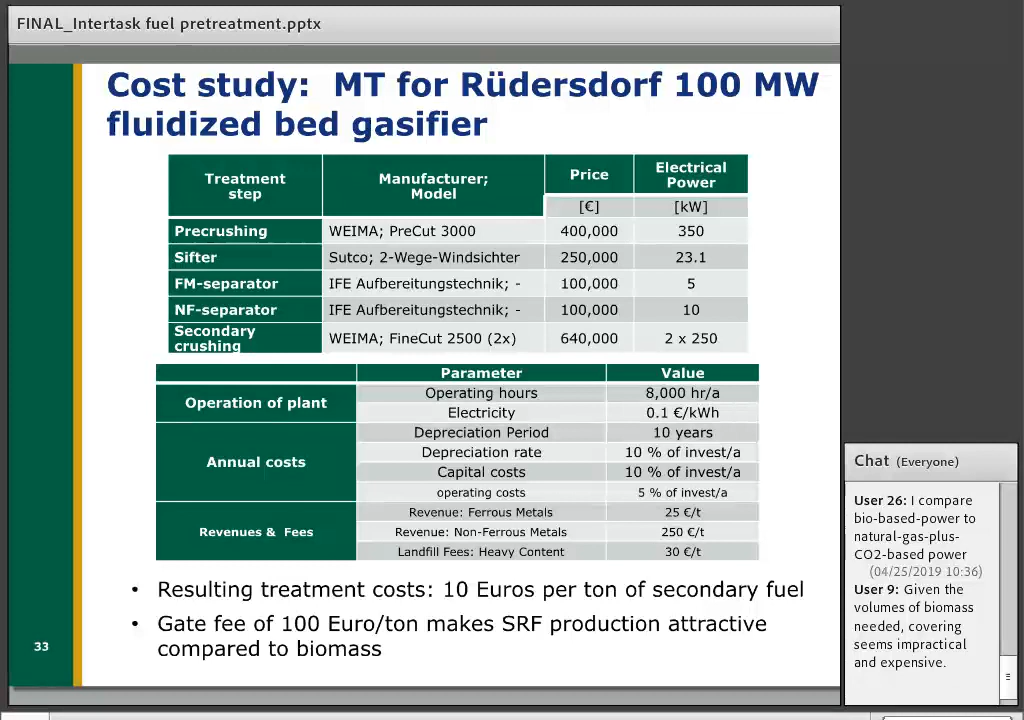 FINAL_Intertask fuel pretreatment.pptx
Cost study:  MT for Rüdersdorf 100 MW
fluidized bed gasifier
Treatment step Manufacturer; Model Price Electrical Power
[€] [kW]
Precrushing WEIMA; PreCut 3000 400,000 350
Sifter Sutco; 2-Wege-Windsichter 250,000 23.1
FM-separator IFE Aufbereitungstechnik; - 100,000 5
NF-separator IFE Aufbereitungstechnik; - 100,000 10
Secondary crushing WEIMA; FineCut 2500 (2x) 640,000 2 x 250
Parameter Value
Operation of plant Operating hours 8,000 hr/a
Electricity 0.1 €/kWh
Annual costs Depreciation Period 10 years
Depreciation rate 10 % of invest/a
Capital costs 10 % of invest/a
operating costs 5 % of invest/a
Revenues & Fees Revenue: Ferrous Metals 25 €/t
Revenue: Non-Ferrous Metals 250 €/t
Landfill Fees: Heavy Content 30 €/t
• Resulting treatment costs: 10 Euros per ton of secondary fuel
• Gate fee of 100 Euro/ton makes SRF production attractive
compared to biomass
33
Chat (Everyone)
User 26: I compare
bio-based-power to
natural-gas-plus-
CO2-based power
(04/25/2019 10:36)
User 9: Given the
volumes of biomass
needed, covering
seems impractical
and expensive.